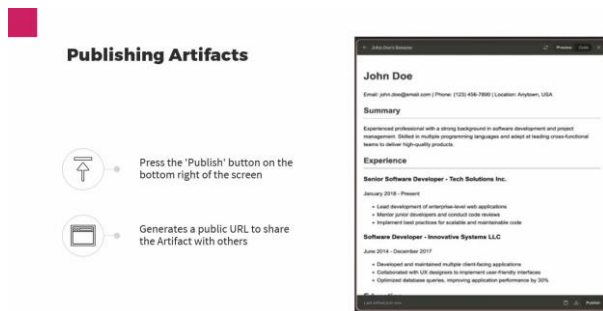 Publishing Artifacts
Press the 'Publish' button on the
bottom right of the screen
Generates a public URL to share
the Artifact with others
John Doe's Resume
Preview Code
John Doe
Email: john.doe@email.com | Phone: (123) 456-7890 | Location: Anytown, USA
Summary
Experienced professional with a strong background in software development and project
management. Skilled in multiple programming languages and adept at leading cross-functional
teams to deliver high-quality products.
Experience
Senior Software Developer - Tech Solutions Inc.
January 2018 - Present
Lead development of enterprise-level web applications
Mentor junior developers and conduct code reviews
Implement best practices for scalable and maintainable code
Software Developer - Innovative Systems LLC
June 2014 - December 2017
Developed and maintained multiple client-facing applications
Collaborated with UX designers to implement user-friendly interfaces
Optimized database queries, improving application performance by 30%
Publish